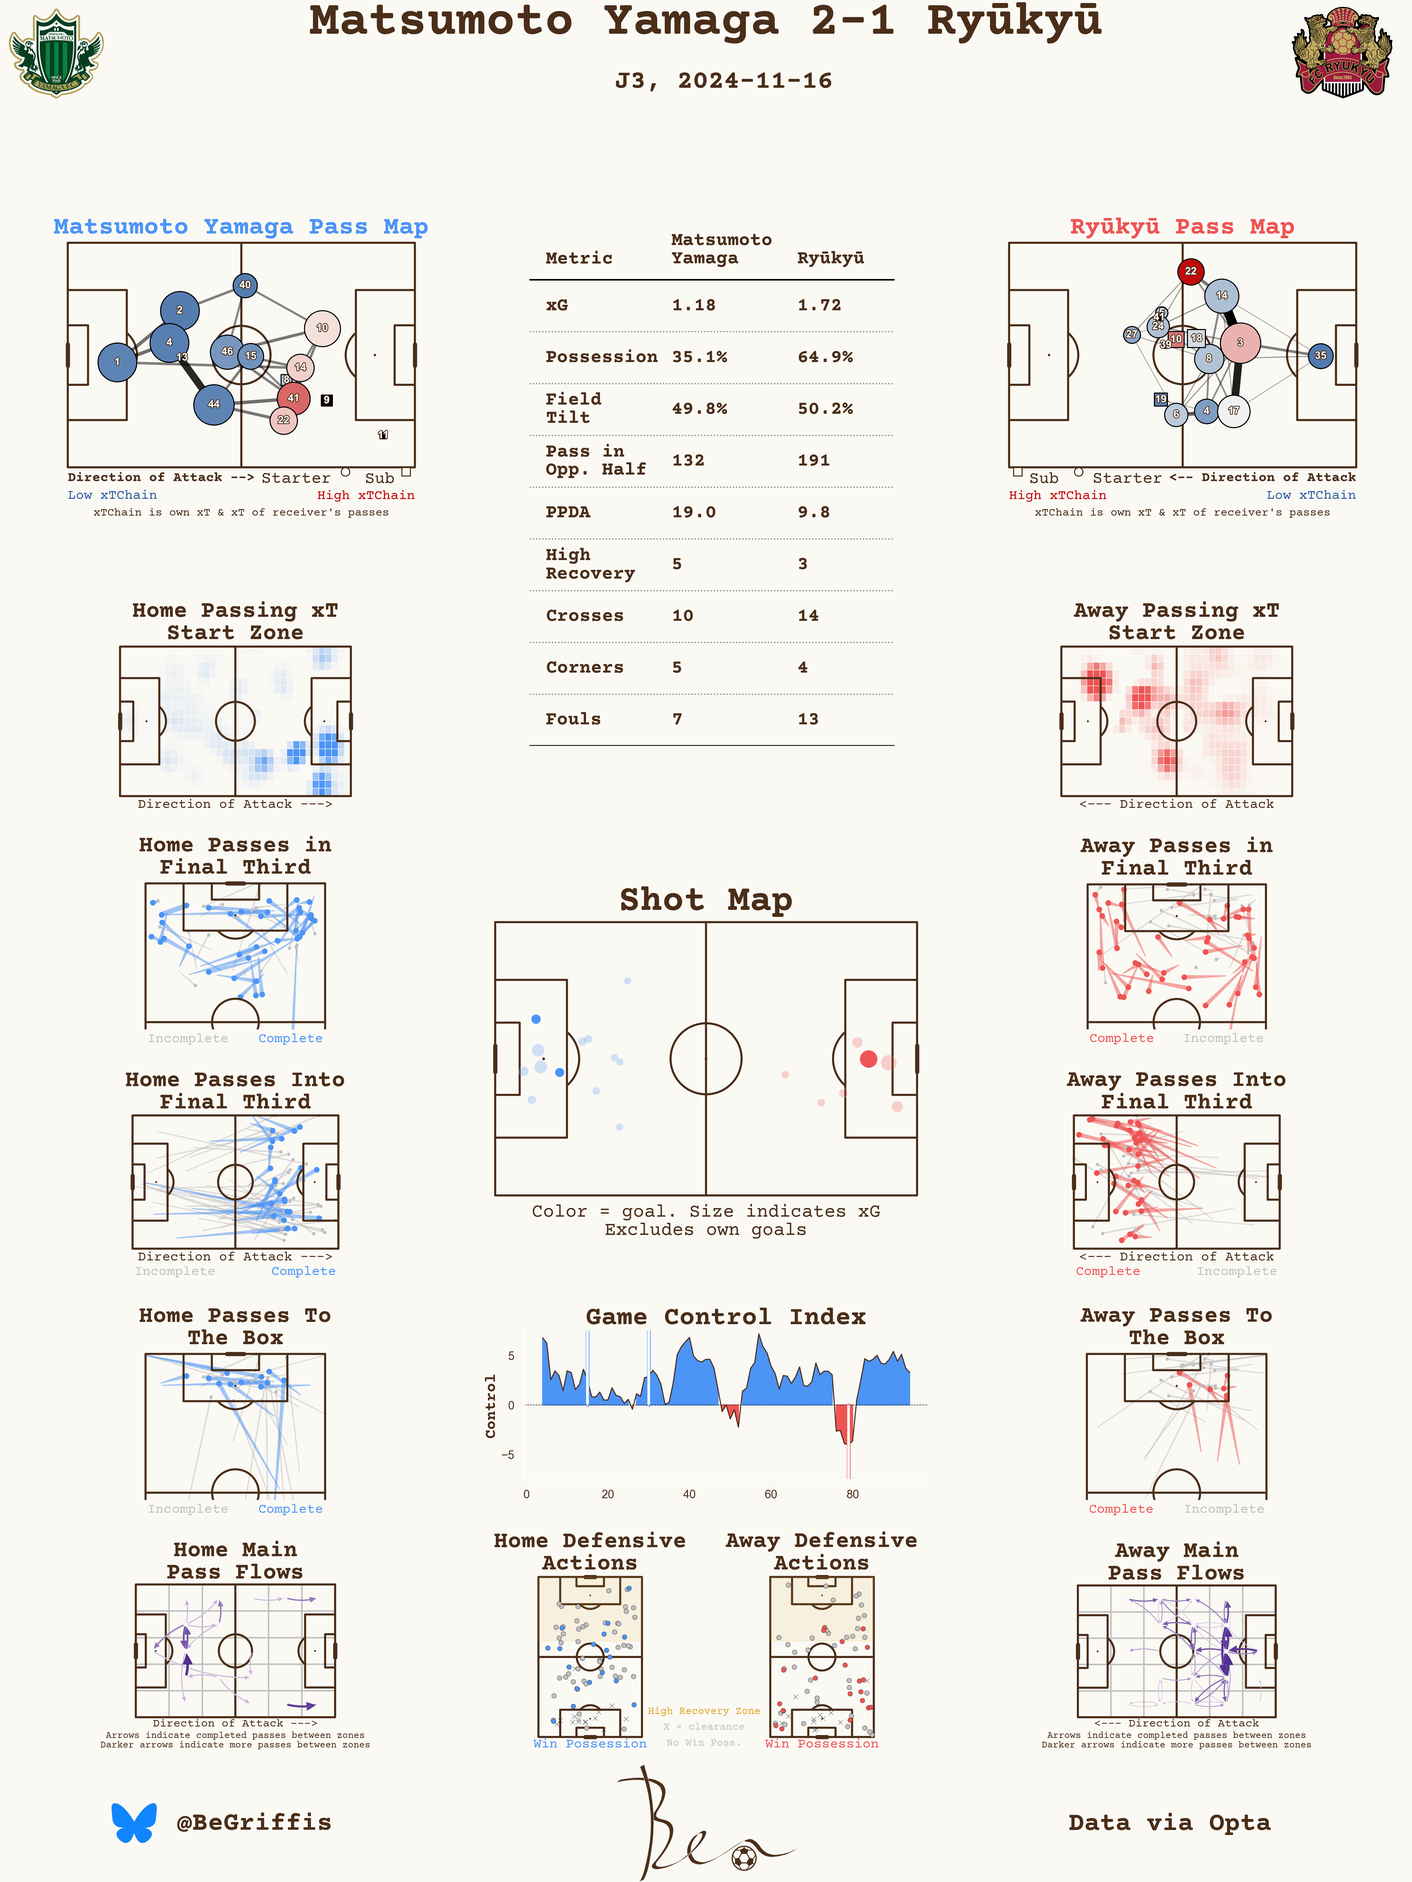 Matsumoto Yamaga 2-1 Ryūkyū
J3, 2024-11-16
MATSUMOTO
YAMAGA F.C.
FC RYUKYU
Since 2003
Matsumoto Yamaga Pass Map
40
2
10
4
13
46
15
1
14
8
44
41
9
22
11
Direction of Attack --> Starter Sub
Low xTChain High xTChain
xTChain is own xT & xT of receiver's passes
Metric Matsumoto Yamaga Ryūkyū
xG 1.18 1.72
Possession 35.1% 64.9%
Field Tilt 49.8% 50.2%
Pass in Opp. Half 132 191
PPDA 19.0 9.8
High Recovery 5 3
Crosses 10 14
Corners 5 4
Fouls 7 13
Ryūkyū Pass Map
22
14
24
27
39
10
18
3
8
35
19
6
4
17
Sub Starter <-- Direction of Attack
High xTChain Low xTChain
xTChain is own xT & xT of receiver's passes
Home Passing xT
Start Zone
Direction of Attack --->
Away Passing xT
Start Zone
<--- Direction of Attack
Home Passes in
Final Third
Incomplete Complete
Away Passes in
Final Third
Complete Incomplete
Shot Map
Color = goal. Size indicates xG
Excludes own goals
Home Passes Into
Final Third
Direction of Attack --->
Incomplete Complete
Away Passes Into
Final Third
<--- Direction of Attack
Complete Incomplete
Home Passes To
The Box
Incomplete Complete
Game Control Index
Control
5
0
−5
0 20 40 60 80
Away Passes To
The Box
Complete Incomplete
Home Main
Pass Flows
Direction of Attack --->
Arrows indicate completed passes between zones
Darker arrows indicate more passes between zones
Home Defensive
Actions
Win Possession
High Recovery Zone
X = clearance
No Win Poss.
Away Defensive
Actions
Win Possession
Away Main
Pass Flows
<--- Direction of Attack
Arrows indicate completed passes between zones
Darker arrows indicate more passes between zones
@BeGriffis
Ben
Data via Opta